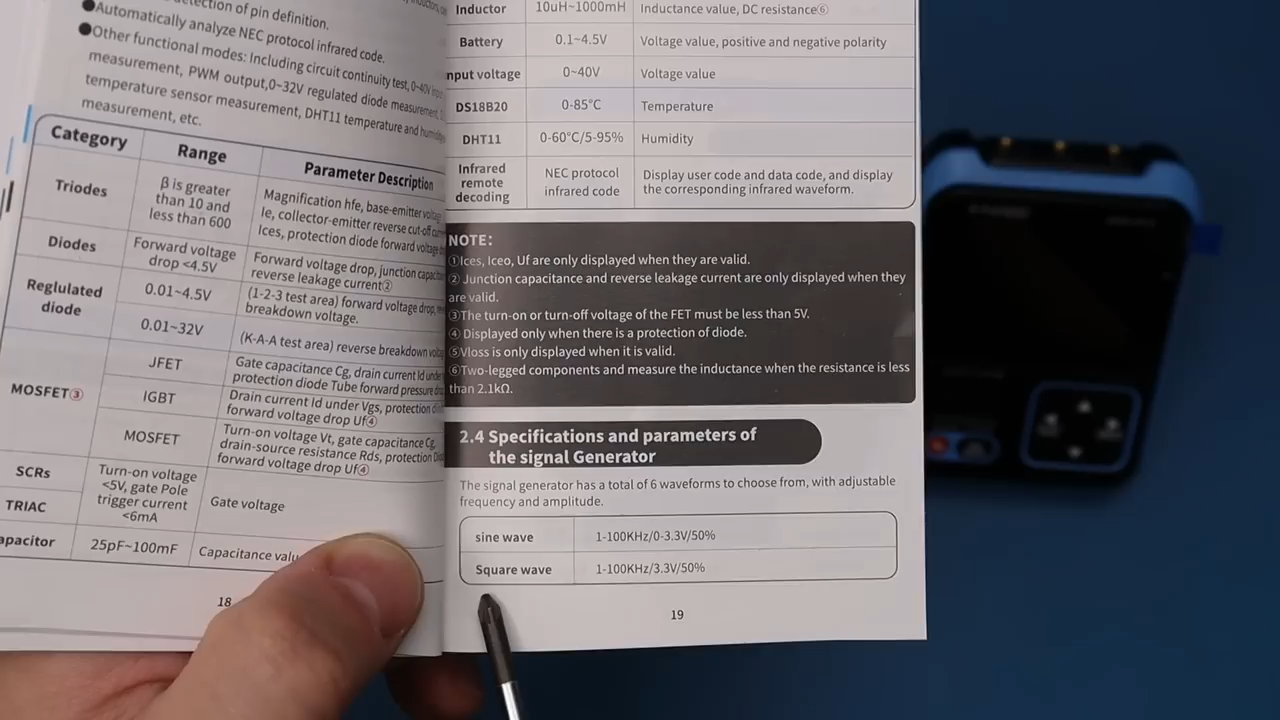 detection of pin definition.
●Automatically analyze NEC protocol infrared code.
●Other functional modes: Including circuit continuity test, 0~40V
measurement, PWM output,0~32V regulated diode measurement,
temperature sensor measurement, DHT11 temperature and
measurement, etc.
Category Range Parameter Description
Triodes
β is greater
than 10 and
less than 600
Magnification hfe, base-emitter
Ie, collector-emitter reverse cut-off
Ices, protection diode forward voltage
Diodes
Forward voltage
drop <4.5V
Forward voltage drop, junction
reverse leakage current②
Reglulated
diode
0.01~4.5V
(1-2-3 test area) forward voltage drop,
breakdown voltage.
0.01~32V
(K-A-A test area) reverse breakdown
MOSFET③
JFET
Gate capacitance Cg, drain current Id
protection diode Tube forward pressure
IGBT
Drain current Id under Vgs, protection
forward voltage drop Uf④
MOSFET
Turn-on voltage Vt, gate capacitance Cg,
drain-source resistance Rds, protection
forward voltage drop Uf④
SCRs
TRIAC
Turn-on voltage
<5V, gate Pole
trigger current
<6mA
Gate voltage
apacitor 25pF~100mF Capacitance
18
Inductor 10uH~1000mH Inductance value, DC resistance⑥
Battery 0.1~4.5V Voltage value, positive and negative polarity
nput voltage 0~40V Voltage value
DS18B20 0-85°C Temperature
DHT11 0-60°C/5-95% Humidity
Infrared
remote
decoding
NEC protocol
infrared code
Display user code and data code, and display
the corresponding infrared waveform.
NOTE:
①Ices, Iceo, Uf are only displayed when they are valid.
② Junction capacitance and reverse leakage current are only displayed when they
are valid.
③The turn-on or turn-off voltage of the FET must be less than 5V.
④ Displayed only when there is a protection of diode.
⑤Vloss is only displayed when it is valid.
⑥Two-legged components and measure the inductance when the resistance is less
than 2.1kΩ.
2.4 Specifications and parameters of
the signal Generator
The signal generator has a total of 6 waveforms to choose from, with adjustable
frequency and amplitude.
sine wave 1-100KHz/0-3.3V/50%
Square wave 1-100KHz/3.3V/50%
19